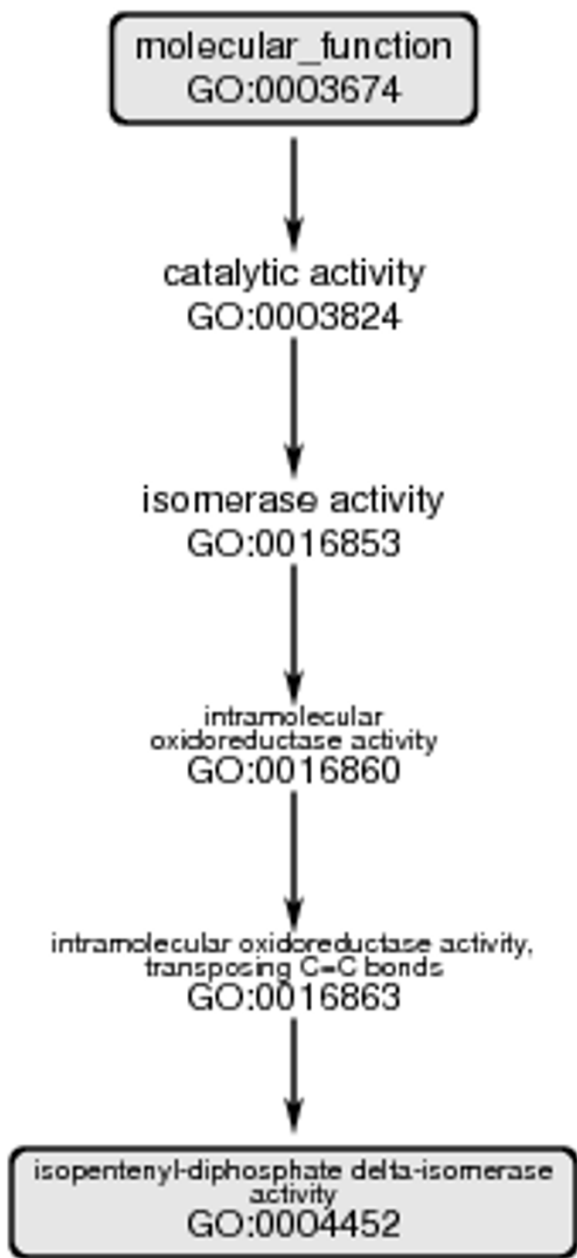 molecular_function
GO:0003674
catalytic activity
GO:0003824
isomerase activity
GO:0016853
intramolecular
oxidoreductase activity
GO:0016860
intramolecular oxidoreductase activity,
transposing C=C bonds
GO:0016863
isopentenyl-diphosphate delta-isomerase
activity
GO:0004452